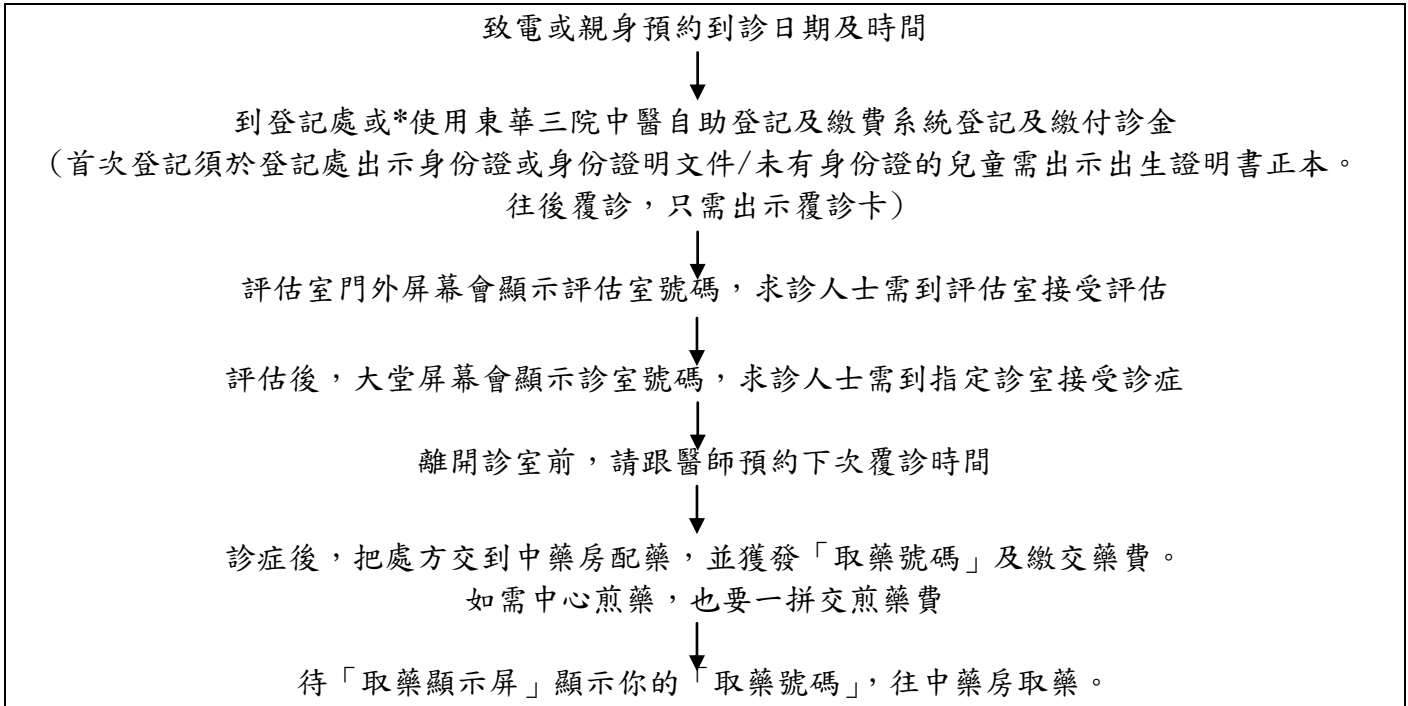 致電或親身預約到診日期及時間
到登記處或*使用東華三院中醫自助登記及繳費系統登記及繳付診金
(首次登記須於登記處出示身份證或身份證明文件/未有身份證的兒童需出示出生證明書正本。
往後覆診，只需出示覆診卡)
評估室門外屏幕會顯示評估室號碼，求診人士需到評估室接受評估
評估後，大堂屏幕會顯示診室號碼，求診人士需到指定診室接受診症
離開診室前，請跟醫師預約下次覆診時間
診症後，把處方交到中藥房配藥，並獲發「取藥號碼」及繳交藥費。
如需中心煎藥，也要一拼交煎藥費
待「取藥顯示屏」顯示你的「取藥號碼」，往中藥房取藥。